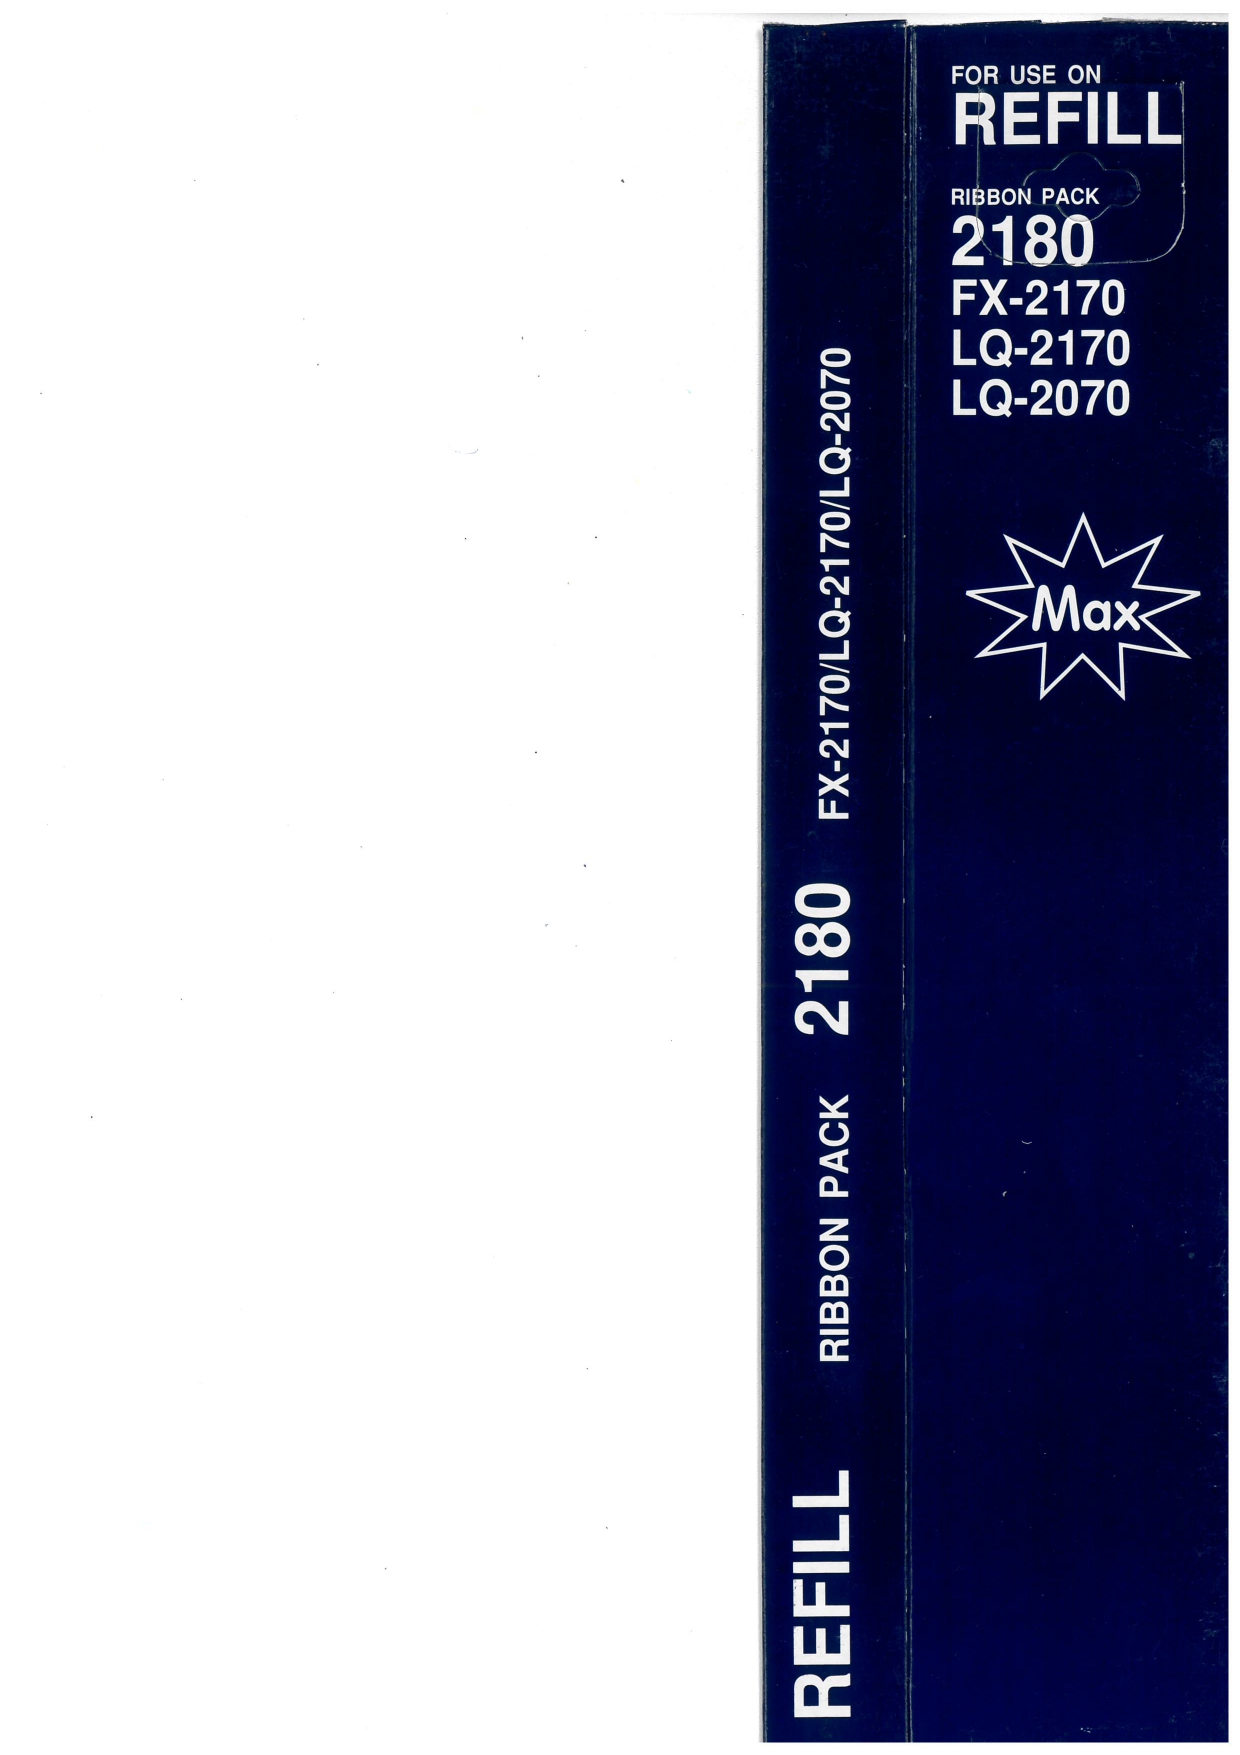 FOR USE ON
REFILL
RIBBON PACK
2180
FX-2170
LQ-2170
LQ-2070
Max
REFILL RIBBON PACK 2180 FX-2170/LQ-2170/LQ-2070